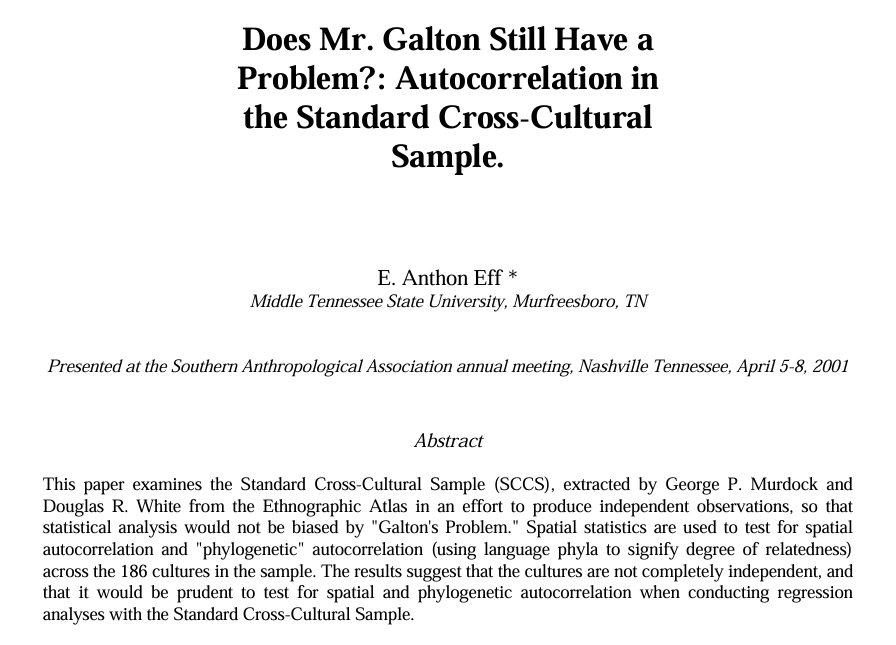 Does Mr. Galton Still Have a
Problem?: Autocorrelation in
the Standard Cross-Cultural
Sample.
E. Anthon Eff *
Middle Tennessee State University, Murfreesboro, TN
Presented at the Southern Anthropological Association annual meeting, Nashville Tennessee, April 5-8, 2001
Abstract
This paper examines the Standard Cross-Cultural Sample (SCCS), extracted by George P. Murdock and
Douglas R. White from the Ethnographic Atlas in an effort to produce independent observations, so that
statistical analysis would not be biased by "Galton's Problem." Spatial statistics are used to test for spatial
autocorrelation and "phylogenetic" autocorrelation (using language phyla to signify degree of relatedness)
across the 186 cultures in the sample. The results suggest that the cultures are not completely independent, and
that it would be prudent to test for spatial and phylogenetic autocorrelation when conducting regression
analyses with the Standard Cross-Cultural Sample.